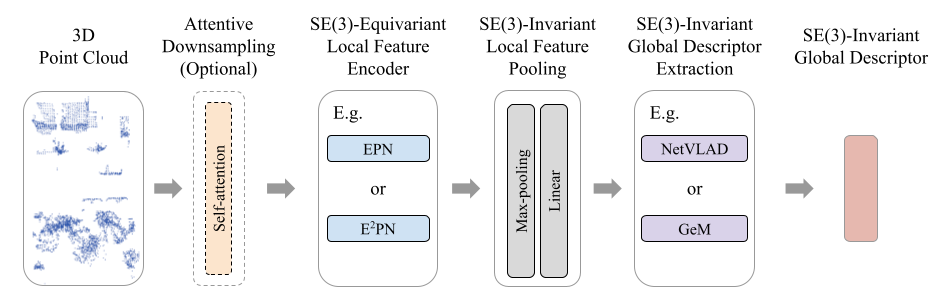 3D
Point Cloud
Attentive
Downsampling
(Optional)
Self-attention
SE(3)-Equivariant
Local Feature
Encoder
E.g.
EPN
or
E²PN
SE(3)-Invariant
Local Feature
Pooling
Max-pooling
Linear
SE(3)-Invariant
Global Descriptor
Extraction
E.g.
NetVLAD
or
GeM
SE(3)-Invariant
Global Descriptor